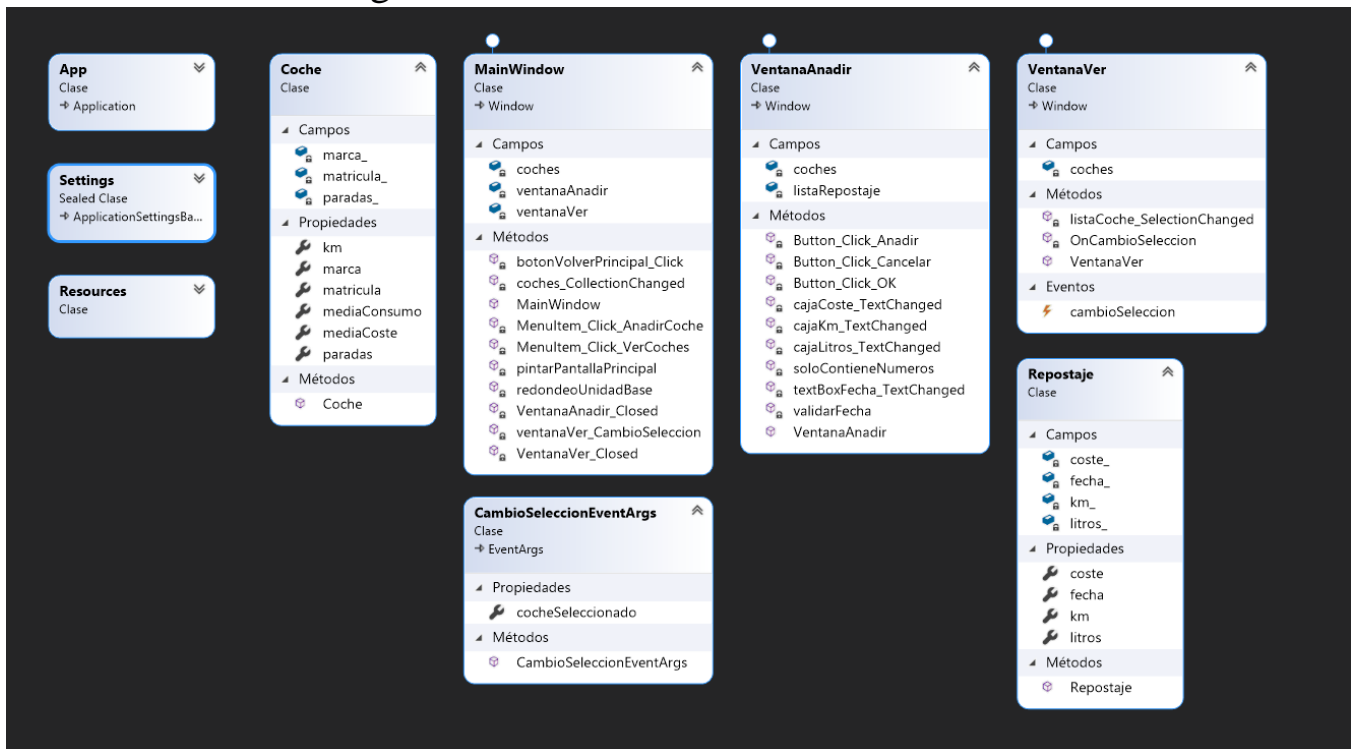 App
Clase
Application
Settings
Sealed Clase
ApplicationSettingsBa...
Resources
Clase
Coche
Clase
Campos
marca_
matricula_
paradas_
Propiedades
km
marca
matricula
mediaConsumo
mediaCoste
paradas
Métodos
Coche
MainWindow
Clase
Window
Campos
coches
ventanaAnadir
ventanaVer
Métodos
botonVolverPrincipal_Click
coches_CollectionChanged
MainWindow
MenuItem_Click_AnadirCoche
MenuItem_Click_VerCoches
pintarPantallaPrincipal
redondeoUnidadBase
VentanaAnadir_Closed
ventanaVer_CambioSeleccion
VentanaVer_Closed
CambioSeleccionEventArgs
Clase
EventArgs
Propiedades
cocheSeleccionado
Métodos
CambioSeleccionEventArgs
VentanaAnadir
Clase
Window
Campos
coches
listaRepostaje
Métodos
Button_Click_Anadir
Button_Click_Cancelar
Button_Click_OK
cajaCoste_TextChanged
cajaKm_TextChanged
cajaLitros_TextChanged
soloContieneNumeros
textBoxFecha_TextChanged
validarFecha
VentanaAnadir
VentanaVer
Clase
Window
Campos
coches
Métodos
listaCoche_SelectionChanged
OnCambioSeleccion
VentanaVer
Eventos
cambioSeleccion
Repostaje
Clase
Campos
coste_
fecha_
km_
litros_
Propiedades
coste
fecha
km
litros
Métodos
Repostaje